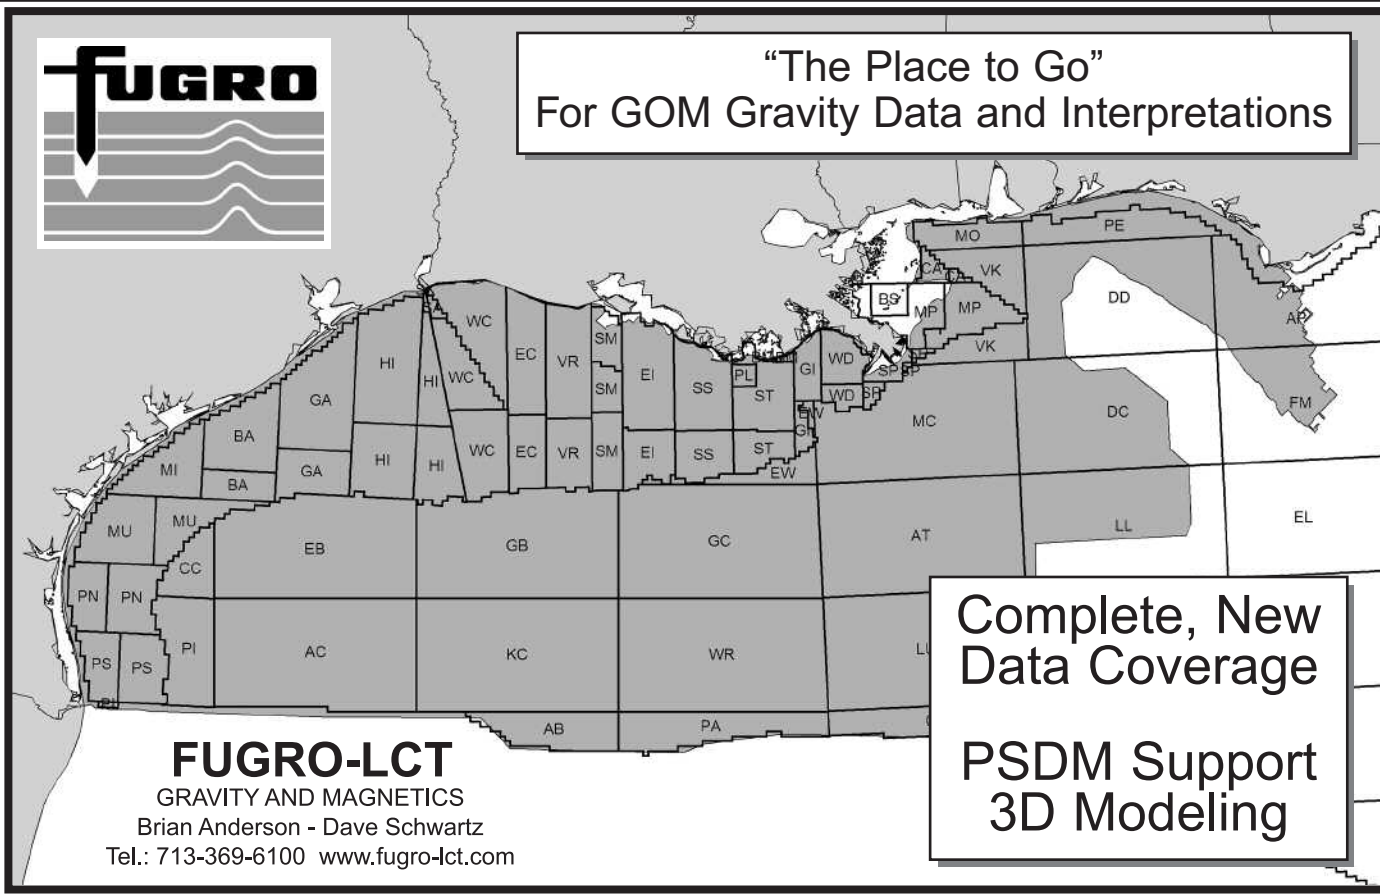 FUGRO
“The Place to Go”
For GOM Gravity Data and Interpretations
MO
PE
CA
VK
DD
BS
MP
MP
AP
VK
WC
HI
EC
VR
SM
EI
SS
PL
ST
GI
WD
SP
SP
HI
WC
SM
WD
SP
GA
FM
DC
MC
EW
GI
BA
MI
GA
HI
HI
WC
EC
VR
SM
EI
SS
ST
EW
BA
MU
MU
EB
GB
GC
AT
LL
EL
CC
PN
PN
PI
AC
KC
WR
PS
PS
AB
PA
Complete, New
Data Coverage
PSDM Support
3D Modeling
FUGRO-LCT
GRAVITY AND MAGNETICS
Brian Anderson - Dave Schwartz
Tel.: 713-369-6100 www.fugro-lct.com